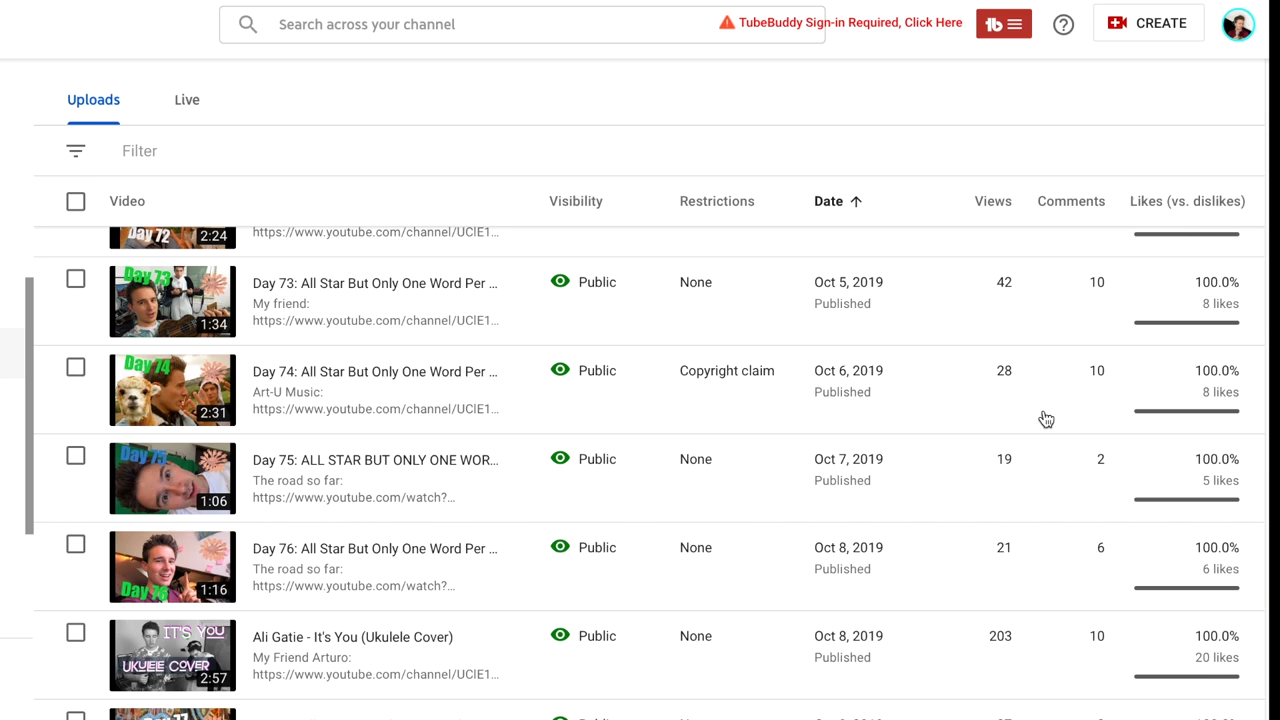 Search across your channel
TubeBuddy Sign-in Required, Click Here
tb
CREATE
Uploads Live
Filter
Video Visibility Restrictions Date Views Comments Likes (vs. dislikes)
Day 72 2:24
https://www.youtube.com/channel/UClE1...
Day 73 1:34
Day 73: All Star But Only One Word Per ... Public None Oct 5, 2019 42 10 100.0%
My friend: Published 8 likes
https://www.youtube.com/channel/UClE1...
Day 74 2:31
Day 74: All Star But Only One Word Per ... Public Copyright claim Oct 6, 2019 28 10 100.0%
Art-U Music: Published 8 likes
https://www.youtube.com/channel/UClE1...
Day 75 1:06
Day 75: ALL STAR BUT ONLY ONE WOR... Public None Oct 7, 2019 19 2 100.0%
The road so far: Published 5 likes
https://www.youtube.com/watch?...
Day 76 1:16
Day 76: All Star But Only One Word Per ... Public None Oct 8, 2019 21 6 100.0%
The road so far: Published 6 likes
https://www.youtube.com/watch?...
IT'S YOU
UKULELE COVER
2:57
Ali Gatie - It's You (Ukulele Cover) Public None Oct 8, 2019 203 10 100.0%
My Friend Arturo: Published 20 likes
https://www.youtube.com/channel/UClE1...